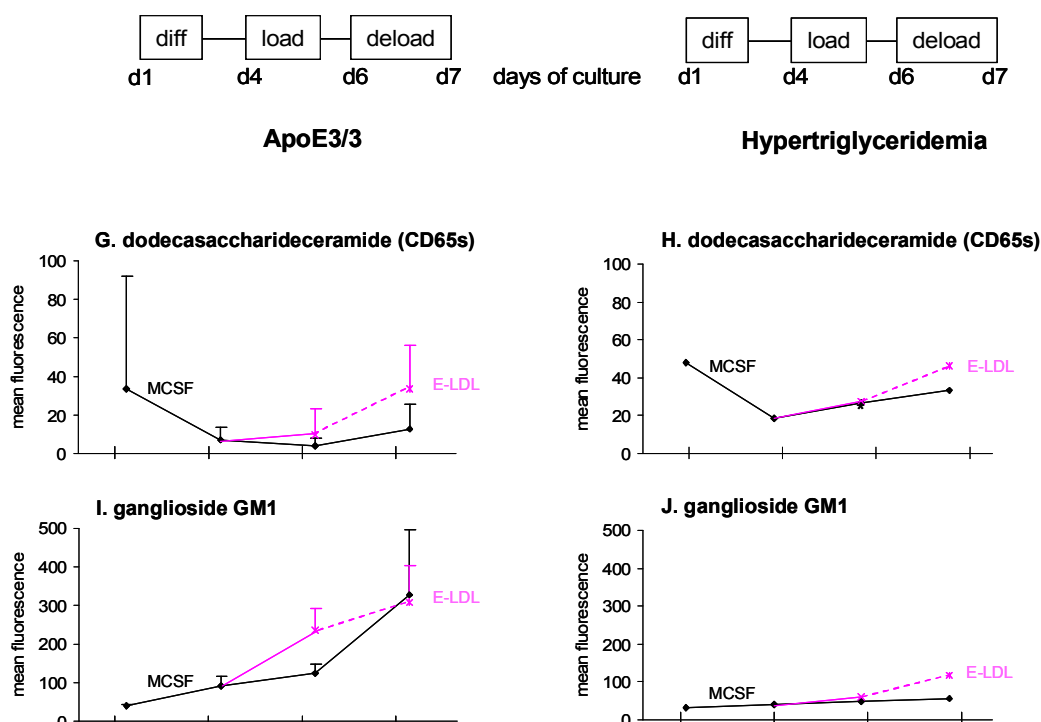 diff load deload diff load deload
d1 d4 d6 d7 days of culture d1 d4 d6 d7
ApoE3/3 Hypertriglyceridemia
G. dodecasaccharideceramide (CD65s)
100
80
60
40
20
0
mean fluorescence
MCSF
E-LDL
H. dodecasaccharideceramide (CD65s)
100
80
60
40
20
0
mean fluorescence
MCSF
E-LDL
I. ganglioside GM1
500
400
300
200
100
0
mean fluorescence
MCSF
E-LDL
J. ganglioside GM1
500
400
300
200
100
0
mean fluorescence
MCSF
E-LDL